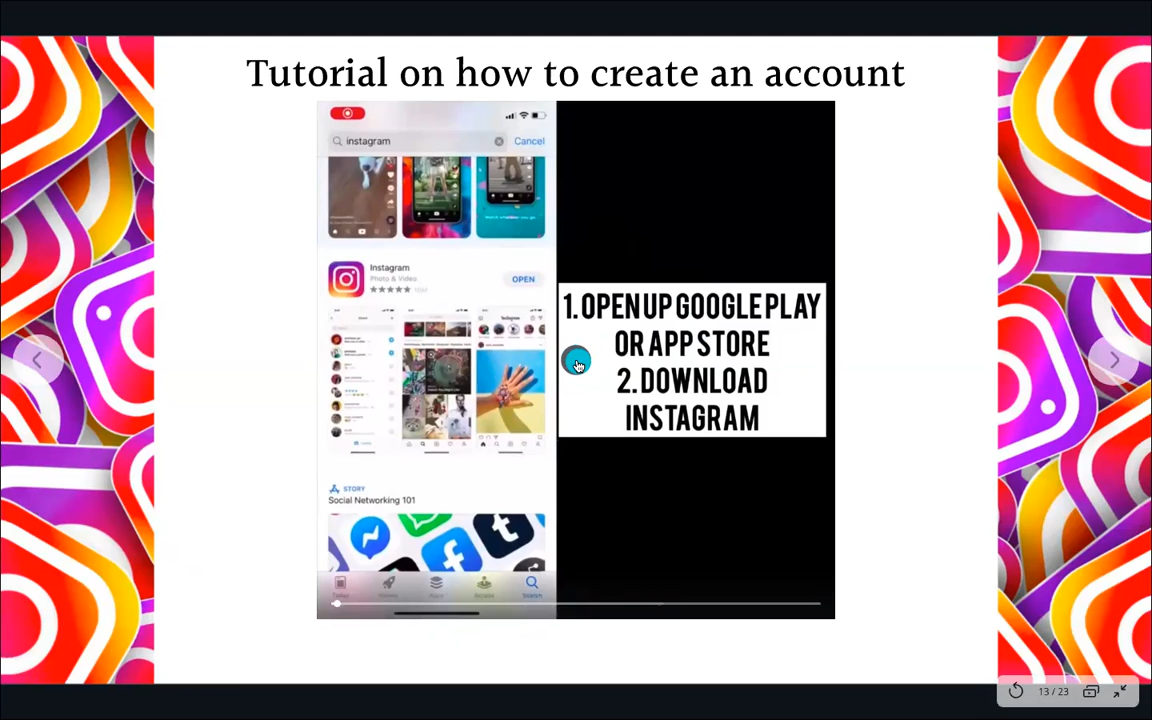 Tutorial on how to create an account
instagram
Cancel
Instagram
Photo & Video
OPEN
1. OPEN UP GOOGLE PLAY
OR APP STORE
2. DOWNLOAD
INSTAGRAM
STORY
Social Networking 101
13 / 23